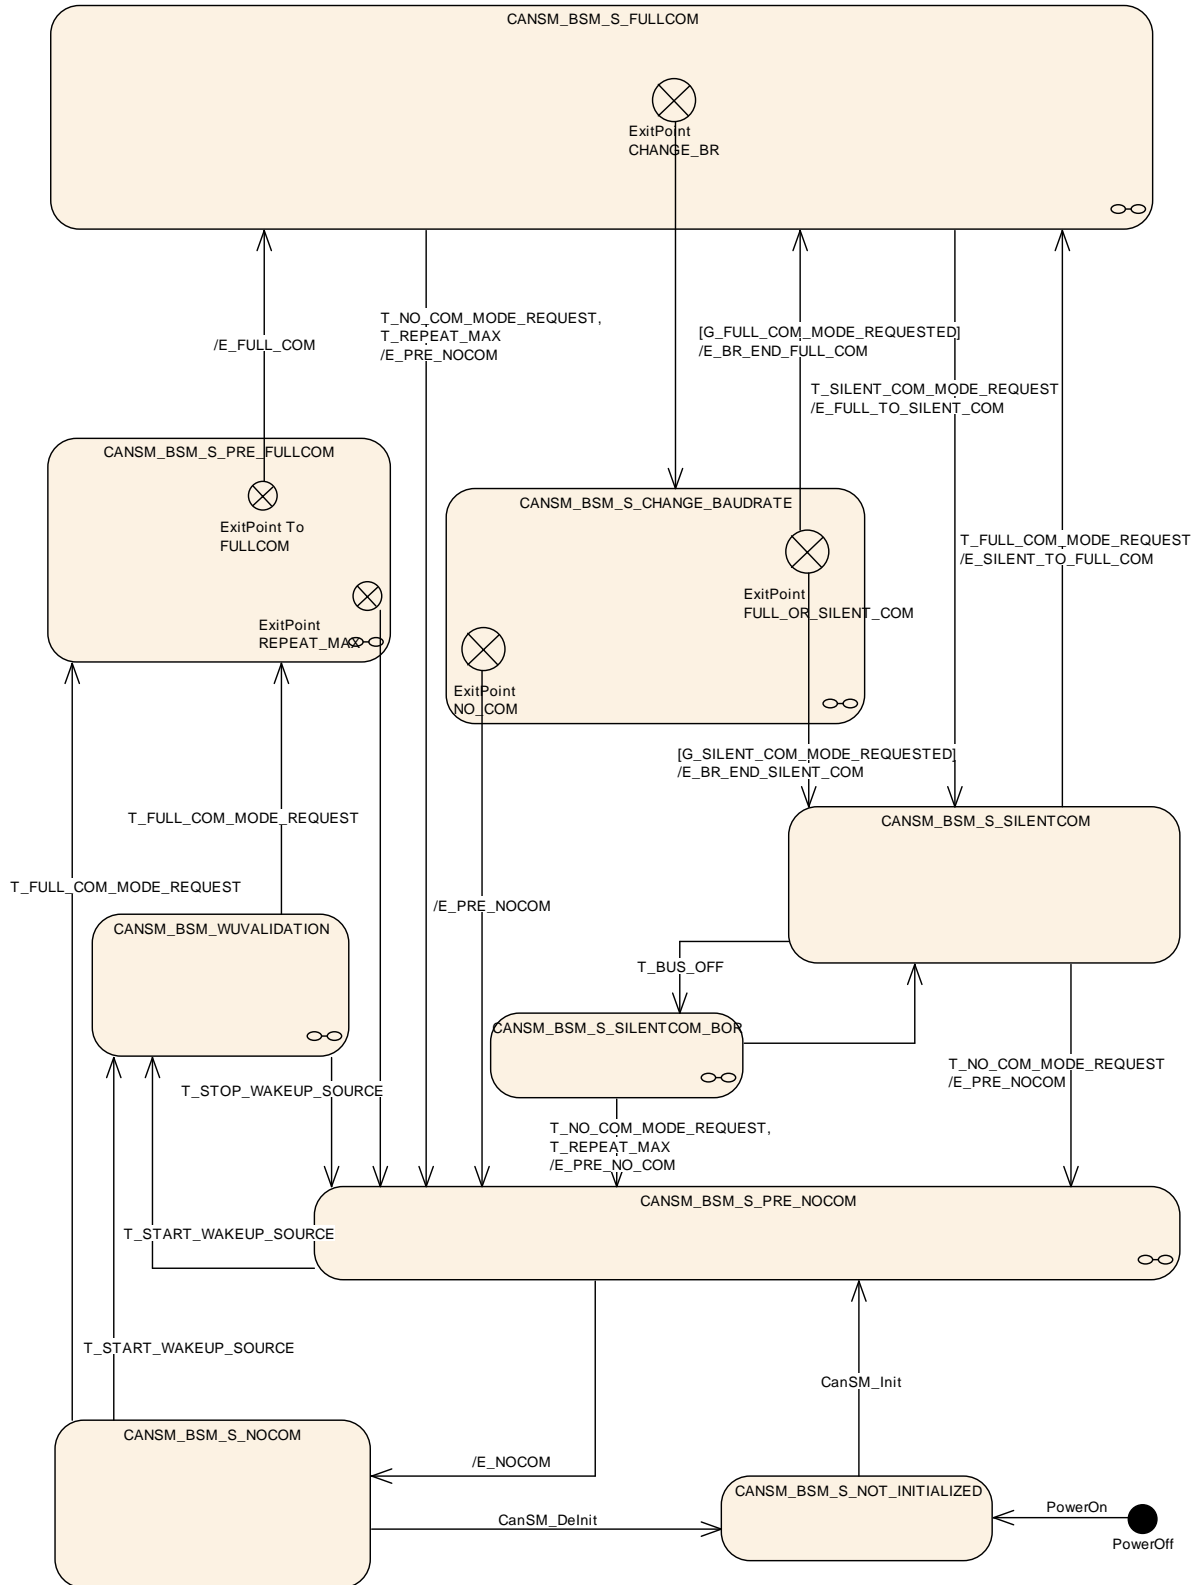 CANSM_BSM_S_FULLCOM
ExitPoint
CHANGE_BR
T_NO_COM_MODE_REQUEST,
T_REPEAT_MAX
/E_PRE_NOCOM
/E_FULL_COM
[G_FULL_COM_MODE_REQUESTED]
/E_BR_END_FULL_COM
T_SILENT_COM_MODE_REQUEST
/E_FULL_TO_SILENT_COM
CANSM_BSM_S_PRE_FULLCOM
ExitPoint To
FULLCOM
ExitPoint
REPEAT_MAX
CANSM_BSM_S_CHANGE_BAUDRATE
ExitPoint
FULL_OR_SILENT_COM
ExitPoint
NO_COM
T_FULL_COM_MODE_REQUEST
/E_SILENT_TO_FULL_COM
[G_SILENT_COM_MODE_REQUESTED]
/E_BR_END_SILENT_COM
T_FULL_COM_MODE_REQUEST
CANSM_BSM_S_SILENTCOM
T_FULL_COM_MODE_REQUEST
/E_PRE_NOCOM
CANSM_BSM_WUVALIDATION
T_BUS_OFF
CANSM_BSM_S_SILENTCOM_BOR
T_NO_COM_MODE_REQUEST
/E_PRE_NOCOM
T_STOP_WAKEUP_SOURCE
T_NO_COM_MODE_REQUEST,
T_REPEAT_MAX
/E_PRE_NO_COM
CANSM_BSM_S_PRE_NOCOM
T_START_WAKEUP_SOURCE
T_START_WAKEUP_SOURCE
CanSM_Init
CANSM_BSM_S_NOCOM
/E_NOCOM
CANSM_BSM_S_NOT_INITIALIZED
CanSM_DeInit
PowerOn
PowerOff